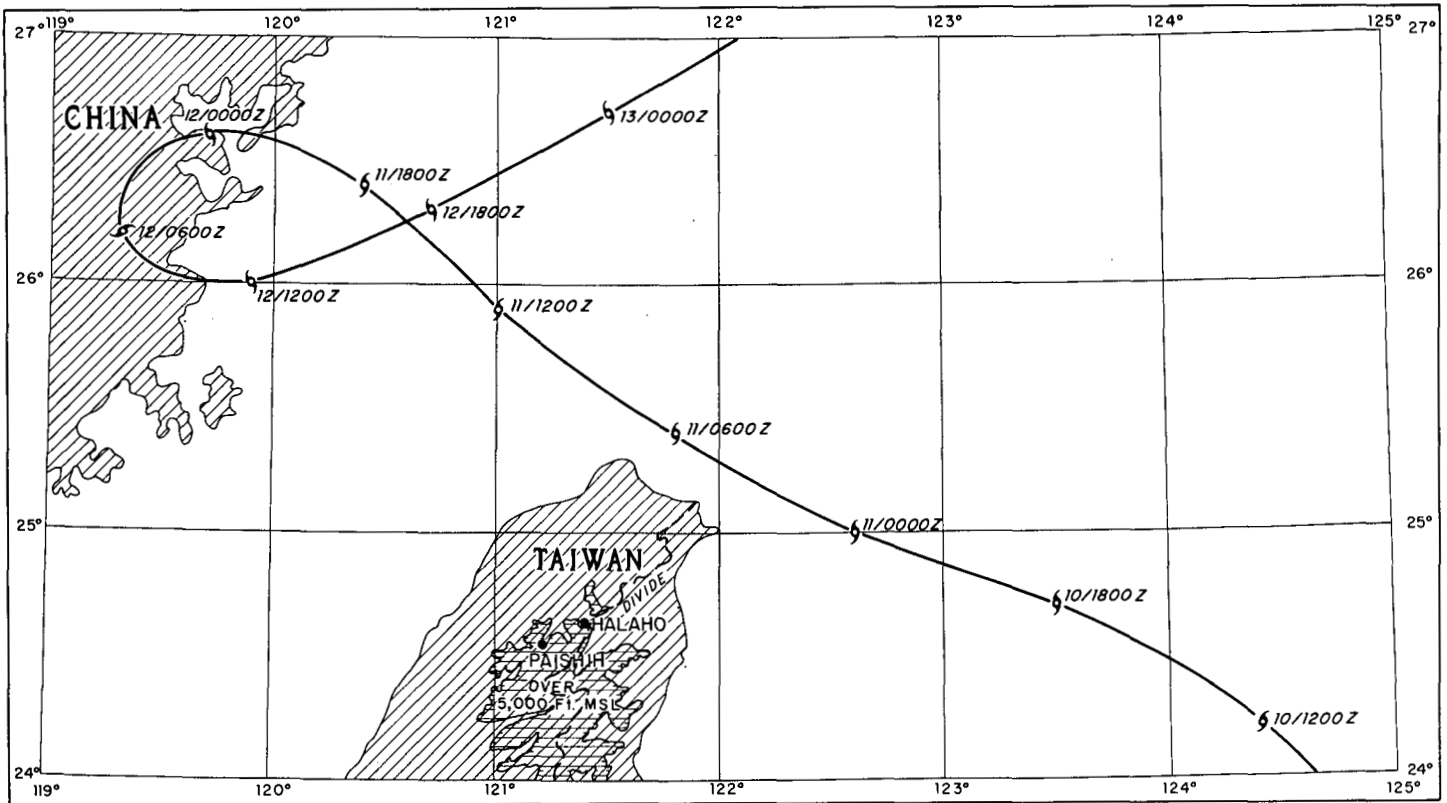 119° 120° 121° 122° 123° 124° 125°
27° 27°
CHINA
12/0000Z
13/0000Z
11/1800Z
12/1800Z
12/0600Z
26° 26°
12/1200Z
11/1200Z
11/0600Z
25° 25°
11/0000Z
TAIWAN
DIVIDE
10/1800Z
HALAHO
PAISHIH
OVER
5,000 Ft. MSL
10/1200Z
24° 24°
119° 120° 121° 122° 123° 124° 125°